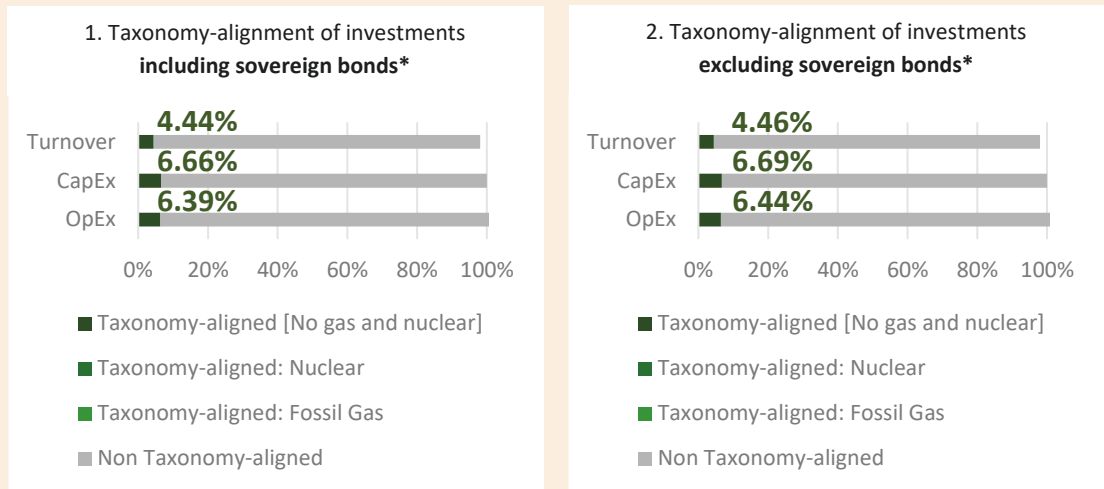 1. Taxonomy-alignment of investments
including sovereign bonds*
Turnover
4.44%
CapEx
6.66%
OpEx
6.39%
0% 20% 40% 60% 80% 100%
Taxonomy-aligned [No gas and nuclear]
Taxonomy-aligned: Nuclear
Taxonomy-aligned: Fossil Gas
Non Taxonomy-aligned
2. Taxonomy-alignment of investments
excluding sovereign bonds*
Turnover
4.46%
CapEx
6.69%
OpEx
6.44%
0% 20% 40% 60% 80% 100%
Taxonomy-aligned [No gas and nuclear]
Taxonomy-aligned: Nuclear
Taxonomy-aligned: Fossil Gas
Non Taxonomy-aligned